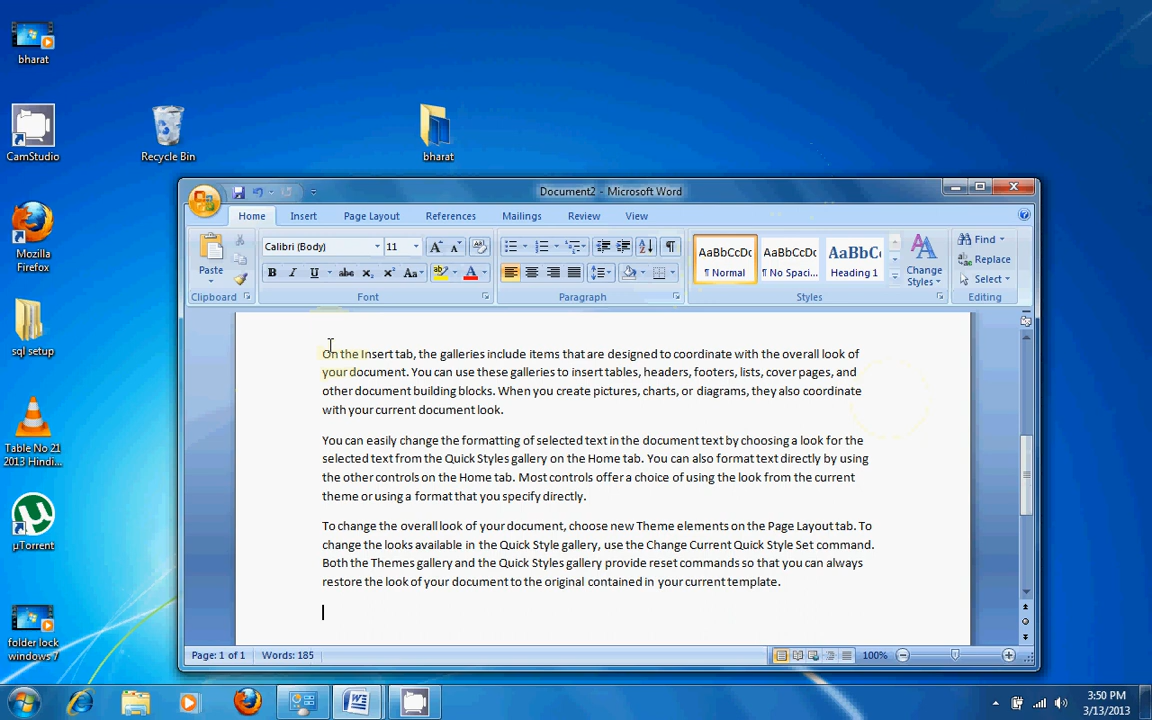 bharat
CamStudio
Recycle Bin
bharat
Mozilla
Firefox
sql setup
Table No 21
2013 Hindi...
µTorrent
folder lock
windows 7
Document2 - Microsoft Word
Home Insert Page Layout References Mailings Review View
Paste
Clipboard
Calibri (Body) 11
B I U abc X₂ X² Aa
Font
Paragraph
AaBbCcDc AaBbCcDc AaBbCc
¶ Normal ¶ No Spaci... Heading 1
Change
Styles
Styles
Find
Replace
Select
Editing
On the Insert tab, the galleries include items that are designed to coordinate with the overall look of
your document. You can use these galleries to insert tables, headers, footers, lists, cover pages, and
other document building blocks. When you create pictures, charts, or diagrams, they also coordinate
with your current document look.
You can easily change the formatting of selected text in the document text by choosing a look for the
selected text from the Quick Styles gallery on the Home tab. You can also format text directly by using
the other controls on the Home tab. Most controls offer a choice of using the look from the current
theme or using a format that you specify directly.
To change the overall look of your document, choose new Theme elements on the Page Layout tab. To
change the looks available in the Quick Style gallery, use the Change Current Quick Style Set command.
Both the Themes gallery and the Quick Styles gallery provide reset commands so that you can always
restore the look of your document to the original contained in your current template.
Page: 1 of 1 Words: 185 100%
3:50 PM
3/13/2013